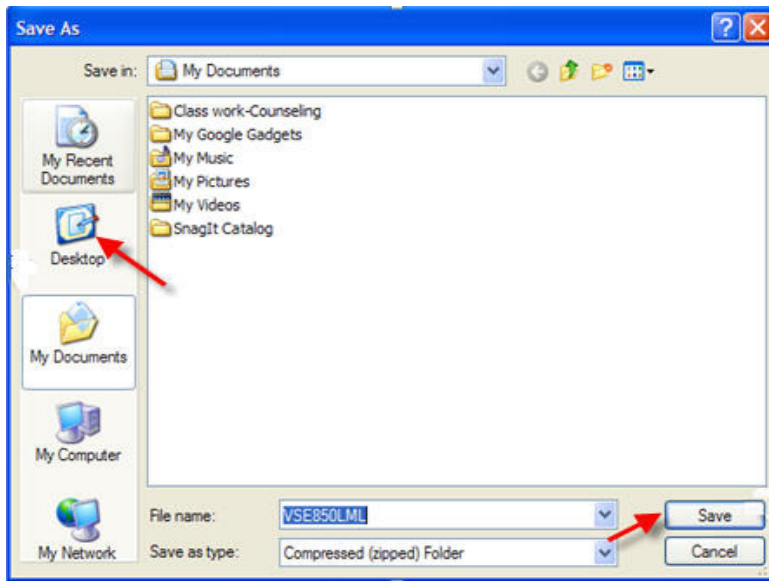 Save As
Save in: My Documents
My Recent
Documents
Desktop
My Documents
My Computer
My Network
Class work-Counseling
My Google Gadgets
My Music
My Pictures
My Videos
SnagIt Catalog
File name: VSE850LML Save
Save as type: Compressed (zipped) Folder Cancel